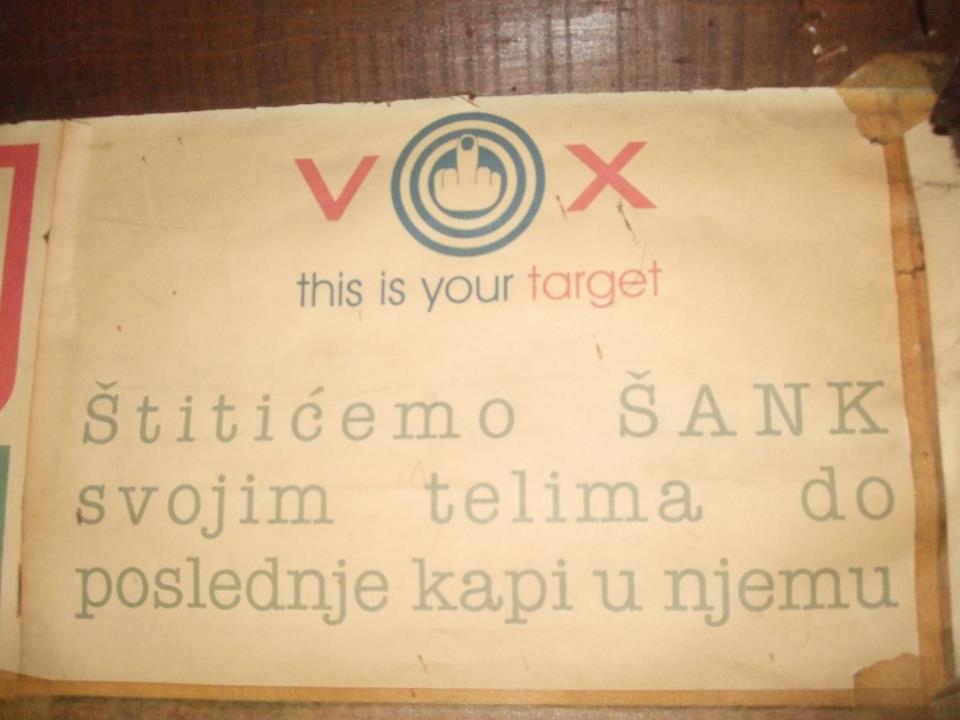 VOX
this is your target
Štitićemo ŠANK
svojim telima do
poslednje kapi u njemu